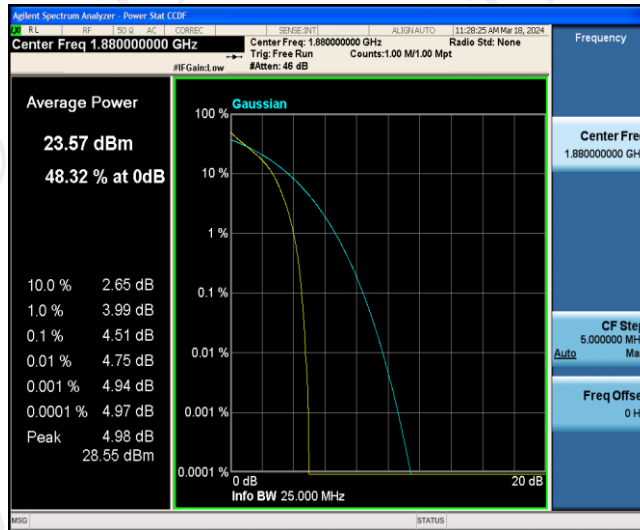 Agilent Spectrum Analyzer - Power Stat CCDF
RL RF 50 Ω AC CORREC SENSE:INT ALIGN AUTO 11:28:25 AM Mar 18, 2024
Center Freq 1.880000000 GHz
Center Freq: 1.880000000 GHz Radio Std: None
Trig: Free Run Counts:1.00 M/1.00 Mpt
#IFGain:Low #Atten: 46 dB
Frequency
Average Power
23.57 dBm
48.32 % at 0dB
10.0 % 2.65 dB
1.0 % 3.99 dB
0.1 % 4.51 dB
0.01 % 4.75 dB
0.001 % 4.94 dB
0.0001 % 4.97 dB
Peak 4.98 dB
28.55 dBm
Gaussian
100 %
10 %
1 %
0.1 %
0.01 %
0.001 %
0.0001 %
0 dB 20 dB
Info BW 25.000 MHz
Center Fre
1.880000000 GH
CF Step
5.000000 MH
Auto Ma
Freq Offse
0 H
MSG STATUS